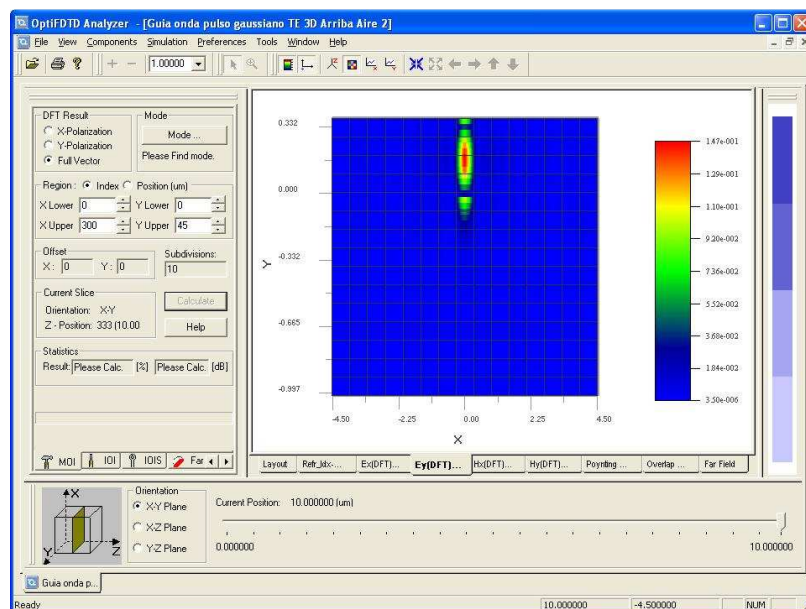 OptiFDTD Analyzer - [Guia onda pulso gaussiano TE 3D Arriba Aire 2]
File View Components Simulation Preferences Tools Window Help
1.00000
DFT Result
X-Polarization
Y-Polarization
Full Vector
Mode
Mode ...
Please Find mode.
Region : Index Position (um)
X Lower 0 Y Lower 0
X Upper 300 Y Upper 45
Offset
X : 0 Y : 0
Subdivisions:
10
Current Slice
Orientation: X-Y
Z - Position: 333 (10.00
Calculate
Help
Statistics
Result: Please Calc. [%] Please Calc. [dB]
MOI IOI IOIS Far
0.332
0.000
-0.332
-0.665
-0.997
Y
-4.50 -2.25 0.00 2.25 4.50
X
1.47e-001
1.29e-001
1.10e-001
9.20e-002
7.36e-002
5.52e-002
3.68e-002
1.84e-002
3.50e-006
Layout Refr_Idx-... Ex(DFT)... Ey(DFT)... Hx(DFT)... Hy(DFT)... Poynting ... Overlap ... Far Field
X
Y
Z
Orientation
X-Y Plane
X-Z Plane
Y-Z Plane
Current Position: 10.000000 (um)
0.000000 10.000000
Guia onda p...
Ready 10.000000 -4.500000 NUM